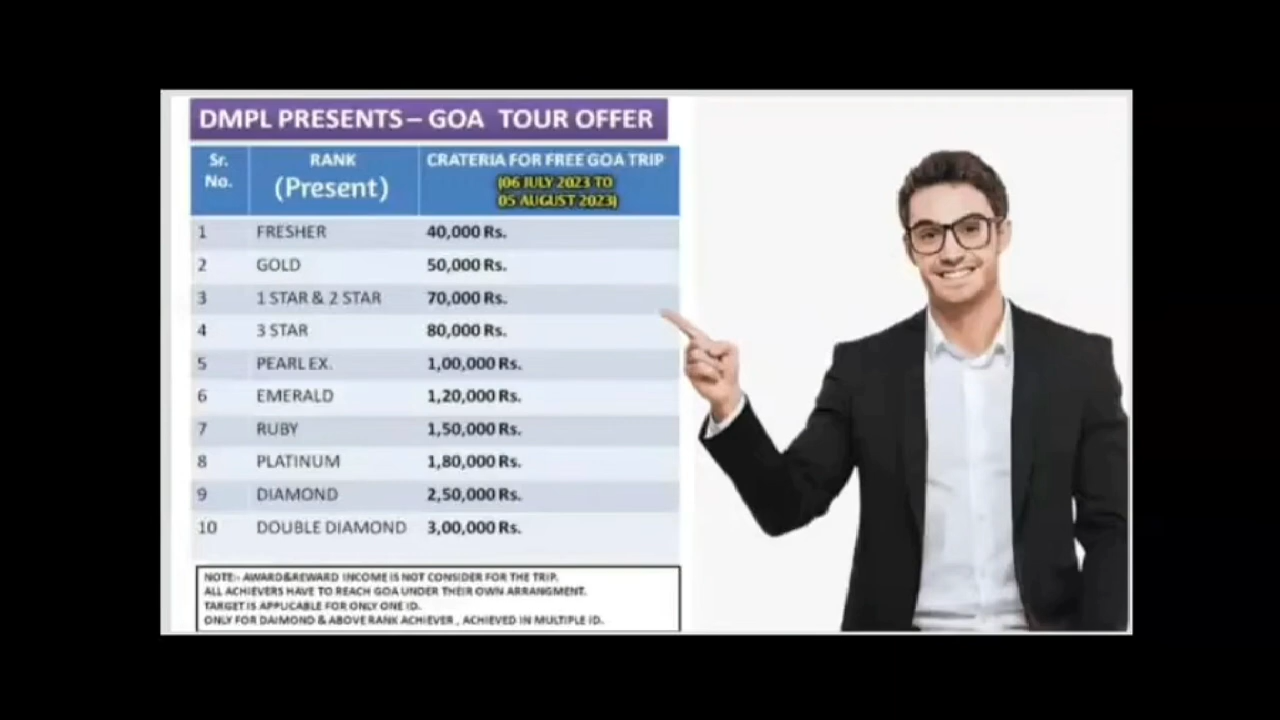 DMPL PRESENTS – GOA TOUR OFFER
Sr. No. RANK (Present) CRATERIA FOR FREE GOA TRIP
(06 JULY 2023 TO
05 AUGUST 2023)
1 FRESHER 40,000 Rs.
2 GOLD 50,000 Rs.
3 1 STAR & 2 STAR 70,000 Rs.
4 3 STAR 80,000 Rs.
5 PEARL EX. 1,00,000 Rs.
6 EMERALD 1,20,000 Rs.
7 RUBY 1,50,000 Rs.
8 PLATINUM 1,80,000 Rs.
9 DIAMOND 2,50,000 Rs.
10 DOUBLE DIAMOND 3,00,000 Rs.
NOTE:- AWARD&REWARD INCOME IS NOT CONSIDER FOR THE TRIP.
ALL ACHIEVERS HAVE TO REACH GOA UNDER THEIR OWN ARRANGMENT.
TARGET IS APPLICABLE FOR ONLY ONE ID.
ONLY FOR DAIMOND & ABOVE RANK ACHIEVER , ACHIEVED IN MULTIPLE ID.